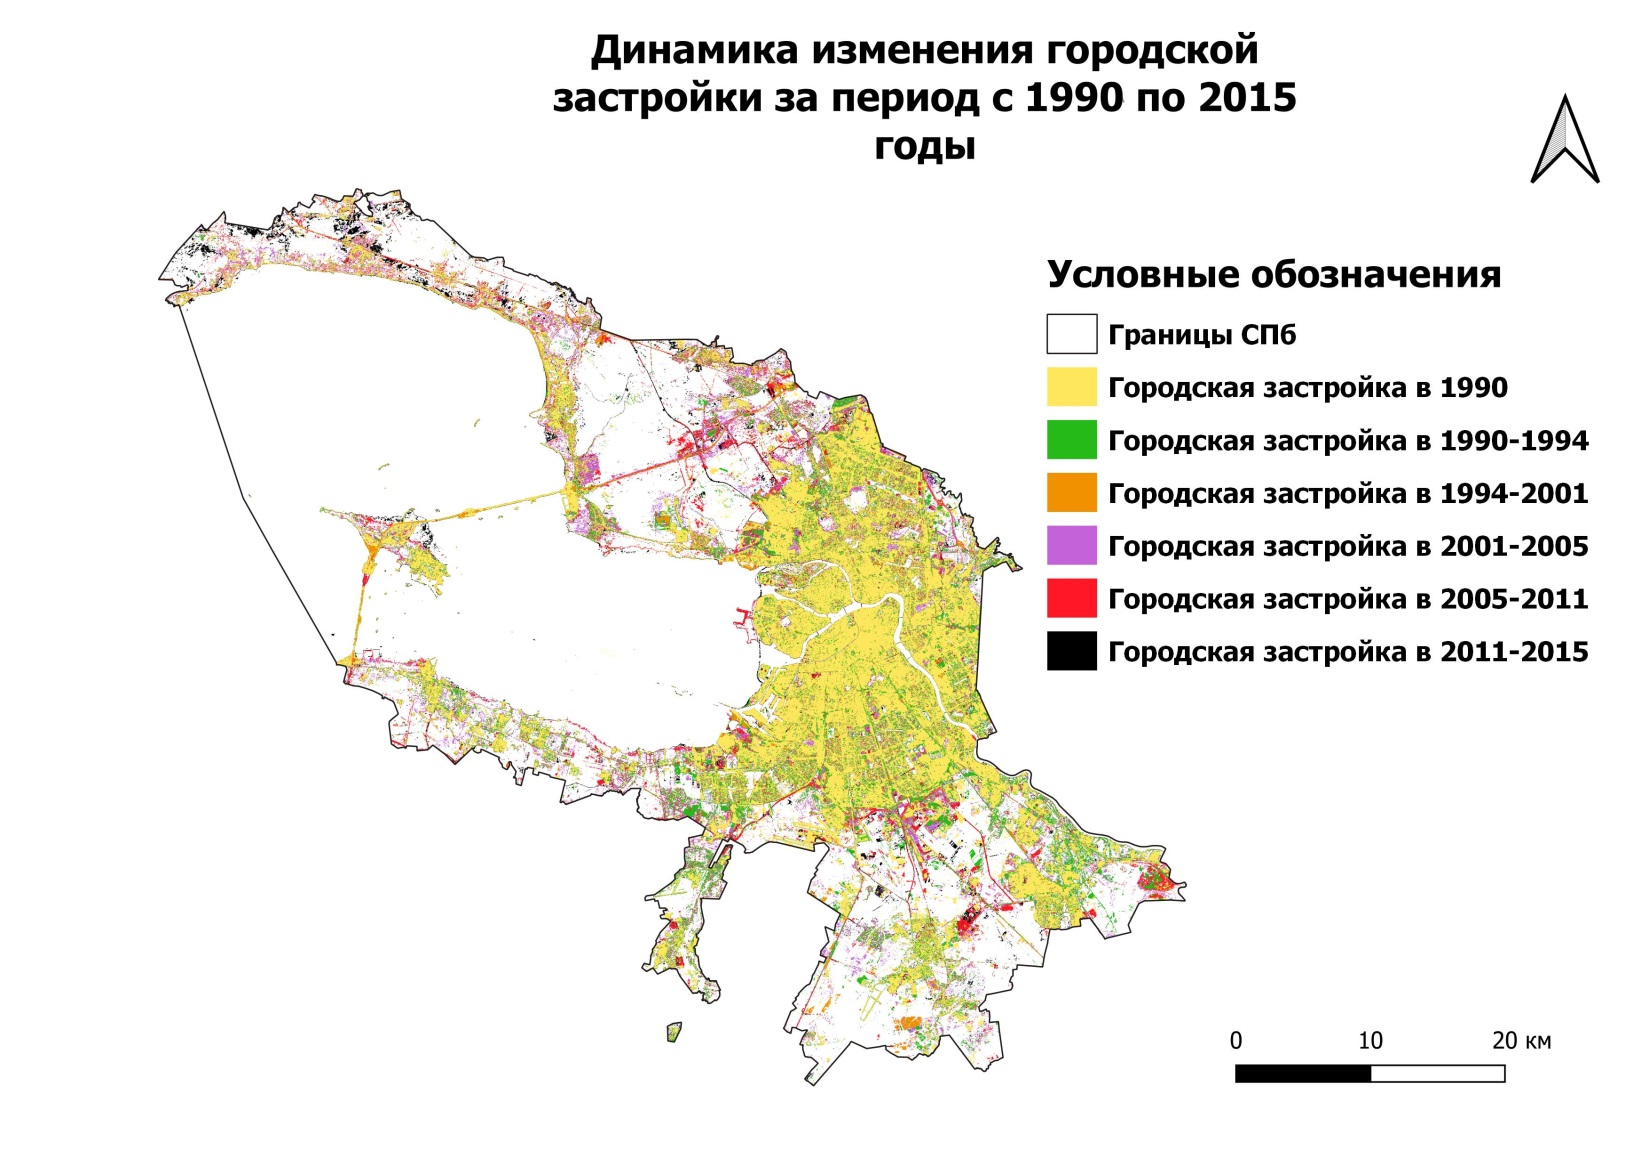 Динамика изменения городской
застройки за период с 1990 по 2015
годы
Условные обозначения
Границы СПб
Городская застройка в 1990
Городская застройка в 1990-1994
Городская застройка в 1994-2001
Городская застройка в 2001-2005
Городская застройка в 2005-2011
Городская застройка в 2011-2015
0 10 20 км